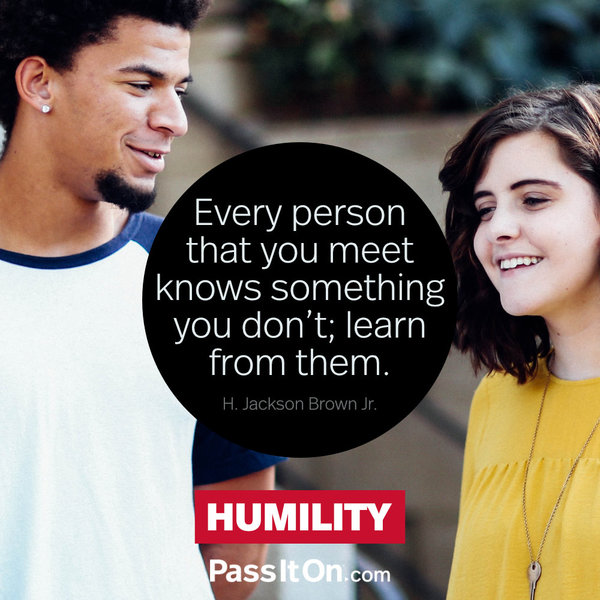 Every person
that you meet
knows something
you don’t; learn
from them.
H. Jackson Brown Jr.
HUMILITY
PassItOn.com